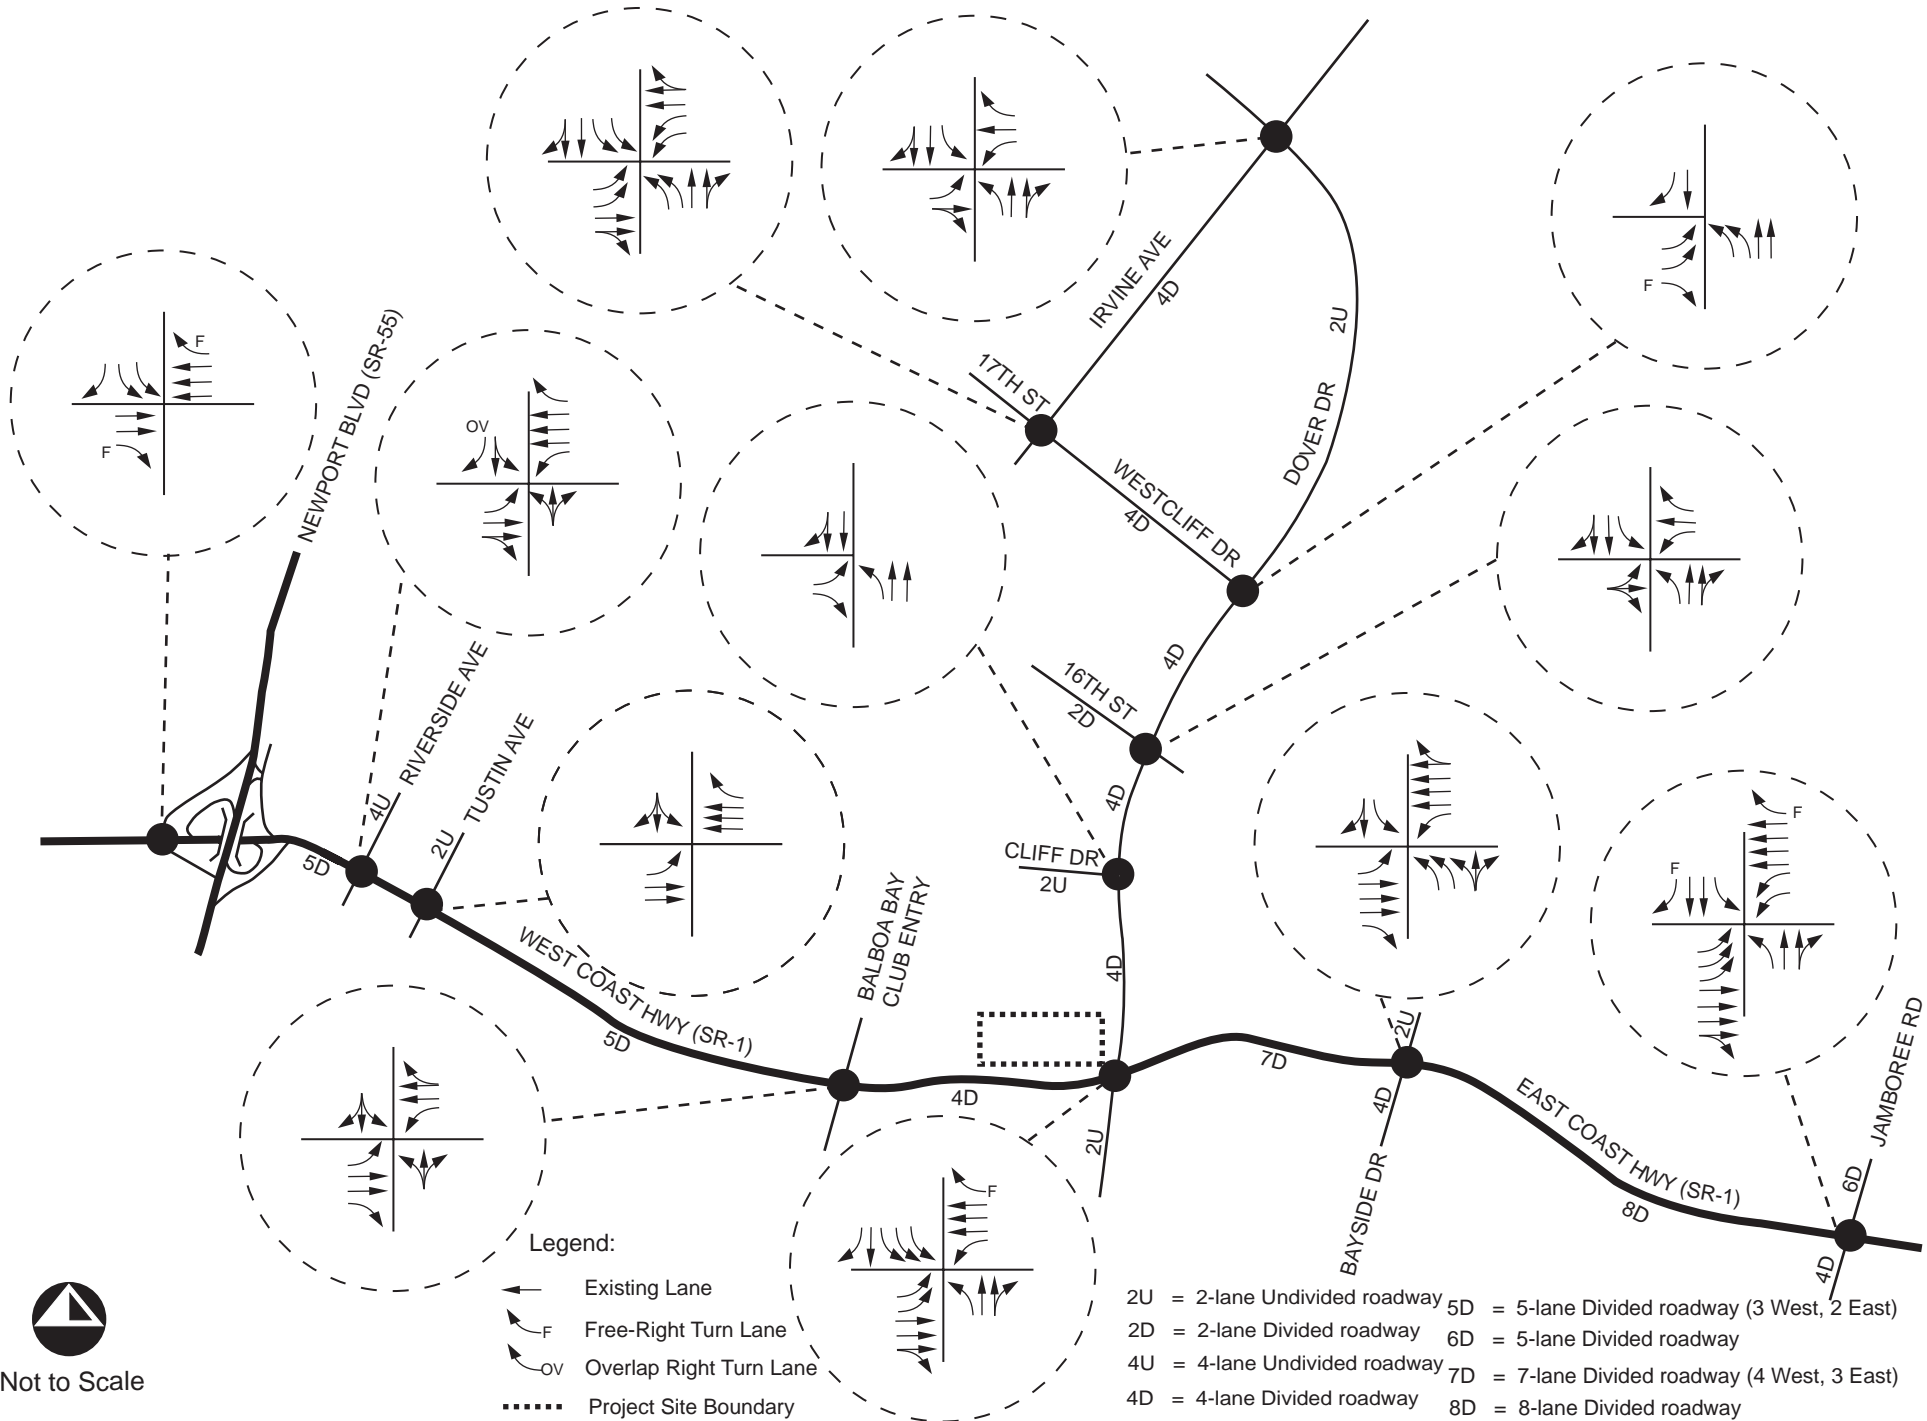 F
F
NEWPORT BLVD (SR-55)
OV
IRVINE AVE
4D
17TH ST
2U
DOVER DR
WESTCLIFF DR
4D
F
4D
16TH ST
2D
4D
CLIFF DR
2U
4D
4U
RIVERSIDE AVE
2U
TUSTIN AVE
5D
WEST COAST HWY (SR-1)
5D
BALBOA BAY
CLUB ENTRY
4D
2U
F
7D
2U
4D
BAYSIDE DR
F
F
EAST COAST HWY (SR-1)
8D
JAMBOREE RD
6D
4D
Not to Scale
Legend:
Existing Lane
F Free-Right Turn Lane
OV Overlap Right Turn Lane
Project Site Boundary
2U = 2-lane Undivided roadway
2D = 2-lane Divided roadway
4U = 4-lane Undivided roadway
4D = 4-lane Divided roadway
5D = 5-lane Divided roadway (3 West, 2 East)
6D = 5-lane Divided roadway
7D = 7-lane Divided roadway (4 West, 3 East)
8D = 8-lane Divided roadway